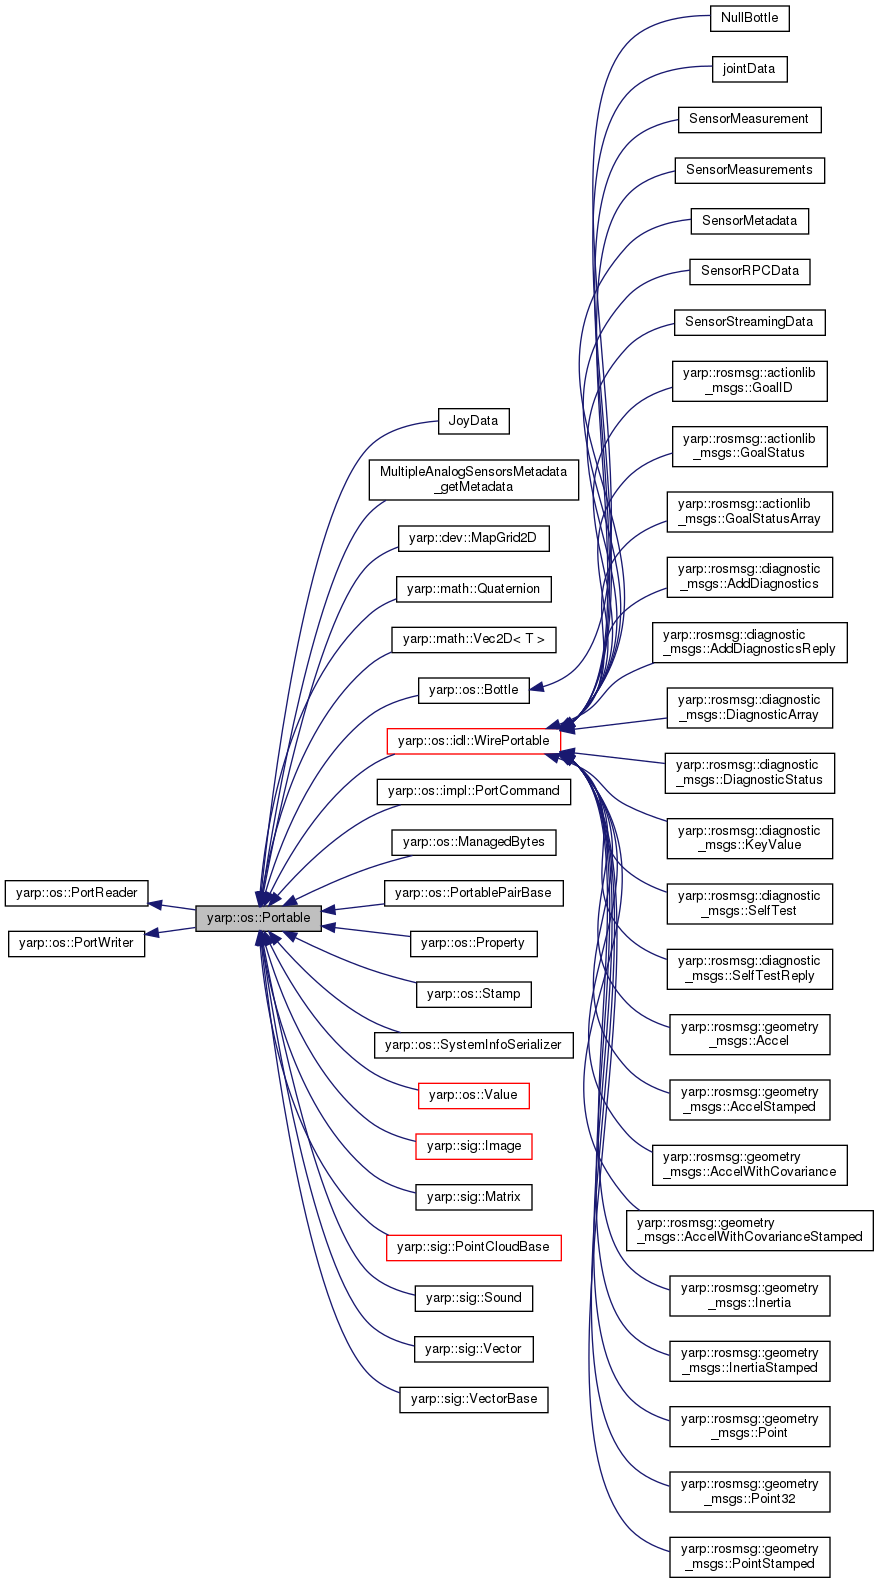 NullBottle
jointData
SensorMeasurement
SensorMeasurements
SensorMetadata
SensorRPCData
SensorStreamingData
yarp::rosmsg::actionlib
_msgs::GoalID
yarp::rosmsg::actionlib
_msgs::GoalStatus
yarp::rosmsg::actionlib
_msgs::GoalStatusArray
yarp::rosmsg::diagnostic
_msgs::AddDiagnostics
yarp::rosmsg::diagnostic
_msgs::AddDiagnosticsReply
yarp::rosmsg::diagnostic
_msgs::DiagnosticArray
yarp::rosmsg::diagnostic
_msgs::DiagnosticStatus
yarp::rosmsg::diagnostic
_msgs::KeyValue
yarp::rosmsg::diagnostic
_msgs::SelfTest
yarp::rosmsg::diagnostic
_msgs::SelfTestReply
yarp::rosmsg::geometry
_msgs::Accel
yarp::rosmsg::geometry
_msgs::AccelStamped
yarp::rosmsg::geometry
_msgs::AccelWithCovariance
yarp::rosmsg::geometry
_msgs::AccelWithCovarianceStamped
yarp::rosmsg::geometry
_msgs::Inertia
yarp::rosmsg::geometry
_msgs::InertiaStamped
yarp::rosmsg::geometry
_msgs::Point
yarp::rosmsg::geometry
_msgs::Point32
yarp::rosmsg::geometry
_msgs::PointStamped
JoyData
MultipleAnalogSensorsMetadata
_getMetadata
yarp::dev::MapGrid2D
yarp::math::Quaternion
yarp::math::Vec2D< T >
yarp::os::Bottle
yarp::os::idl::WirePortable
yarp::os::impl::PortCommand
yarp::os::ManagedBytes
yarp::os::PortablePairBase
yarp::os::Property
yarp::os::Stamp
yarp::os::SystemInfoSerializer
yarp::os::Value
yarp::sig::Image
yarp::sig::Matrix
yarp::sig::PointCloudBase
yarp::sig::Sound
yarp::sig::Vector
yarp::sig::VectorBase
yarp::os::PortReader
yarp::os::Portable
yarp::os::PortWriter